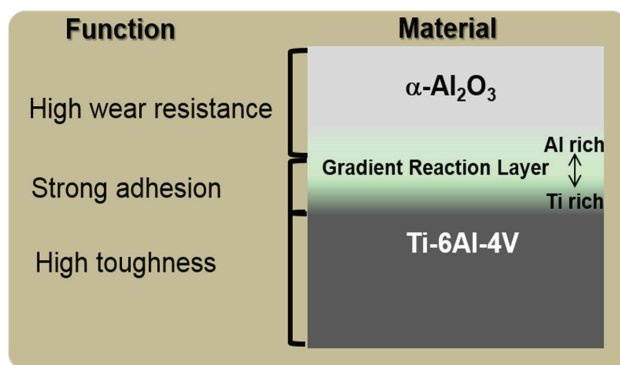 Function
Material
High wear resistance
α-Al₂O₃
Al rich
Strong adhesion
Gradient Reaction Layer
Ti rich
High toughness
Ti-6Al-4V